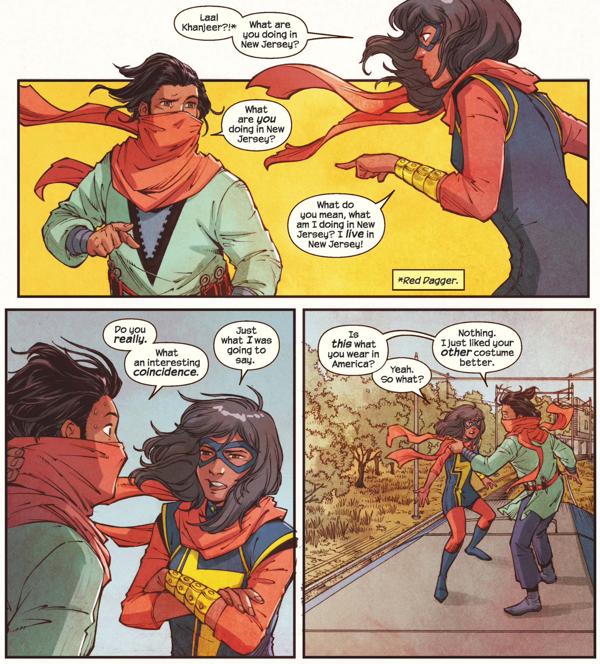 Laal
Khanjeer?!*
What are
you doing in
New Jersey?
What
are you
doing in New
Jersey?
What do
you mean, what
am I doing in New
Jersey? I live in
New Jersey!
*Red Dagger.
Do you
really.
What
an interesting
coincidence.
Just
what I was
going to
say.
Is
this what
you wear in
America?
Yeah.
So what?
Nothing.
I just liked your
other costume
better.